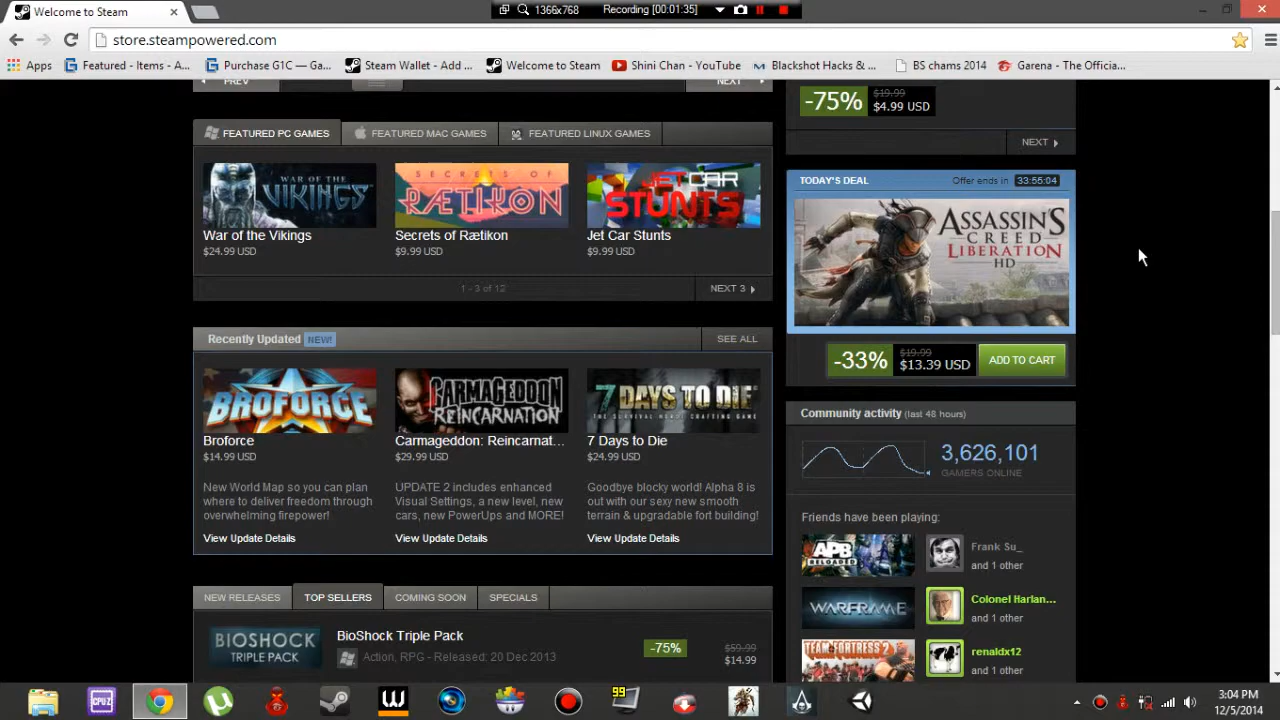 Welcome to Steam
1366x768
Recording [00:01:35]
store.steampowered.com
Apps
Featured - Items - A...
Purchase G1C — Ga...
Steam Wallet - Add ...
Welcome to Steam
Shini Chan - YouTube
Blackshot Hacks & ...
BS chams 2014
Garena - The Officia...
PREV
NEXT
-75%
$19.99
$4.99 USD
NEXT
FEATURED PC GAMES
FEATURED MAC GAMES
FEATURED LINUX GAMES
WAR OF THE VIKINGS
SECRETS OF RÆTIKON
JETCAR STUNTS
War of the Vikings
Secrets of Rætikon
Jet Car Stunts
$24.99 USD
$9.99 USD
$9.99 USD
1 - 3 of 12
NEXT 3
TODAY'S DEAL
Offer ends in 33:55:04
ASSASSIN'S
CREED
LIBERATION
HD
-33%
$19.99
$13.39 USD
ADD TO CART
Recently Updated NEW!
SEE ALL
BROFORCE
CARMAGEDDON
REINCARNATION
7 DAYS TO DIE
THE SURVIVAL HORDE CRAFTING GAME
Broforce
Carmageddon: Reincarnat...
7 Days to Die
$14.99 USD
$29.99 USD
$24.99 USD
New World Map so you can plan
where to deliver freedom through
overwhelming firepower!
UPDATE 2 includes enhanced
Visual Settings, a new level, new
cars, new PowerUps and MORE!
Goodbye blocky world! Alpha 8 is
out with our sexy new smooth
terrain & upgradable fort building!
View Update Details
View Update Details
View Update Details
Community activity (last 48 hours)
3,626,101
GAMERS ONLINE
Friends have been playing:
APB
RELOADED
Frank Su_
and 1 other
WARFRAME
Colonel Harlan...
and 1 other
TEAM FORTRESS 2
renaldx12
and 1 other
NEW RELEASES
TOP SELLERS
COMING SOON
SPECIALS
BIOSHOCK
TRIPLE PACK
BioShock Triple Pack
Action, RPG - Released: 20 Dec 2013
-75%
$59.99
$14.99
CPUZ
99
3:04 PM
12/5/2014